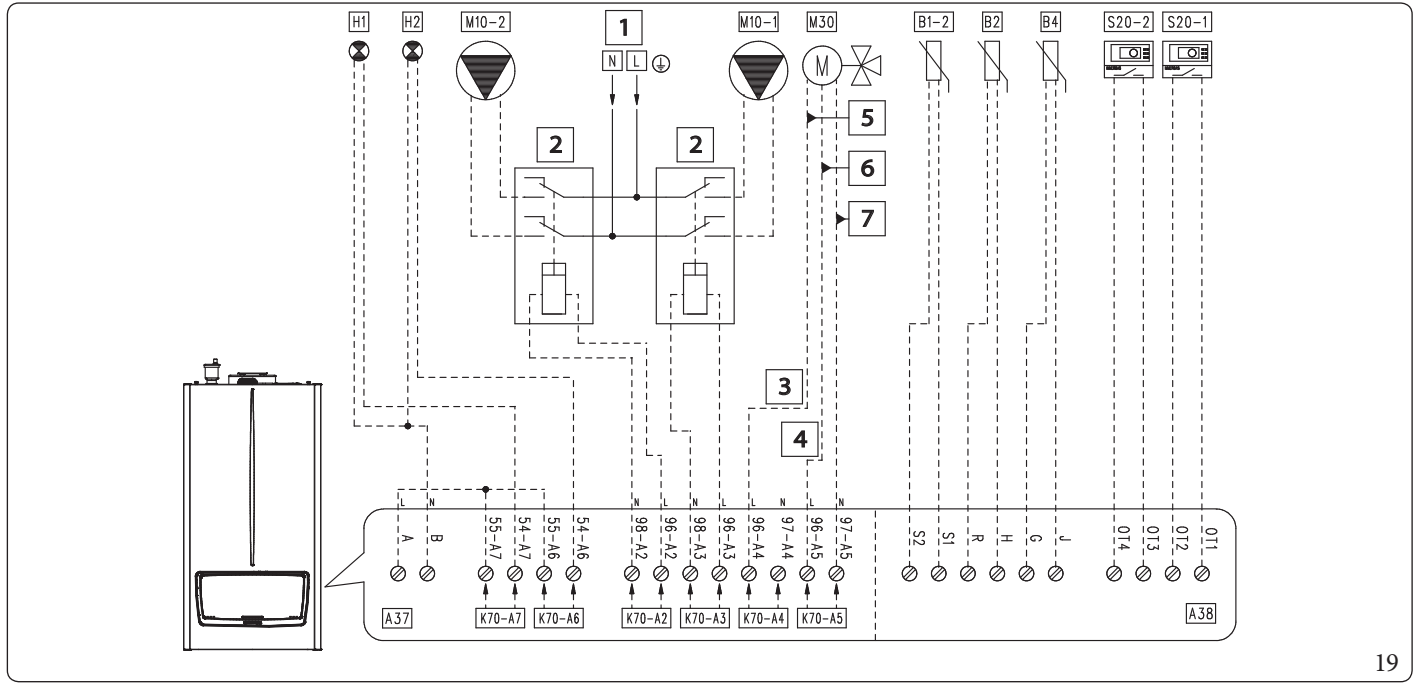 H1 H2 M10-2 1 M10-1 M30 B1-2 B2 B4 S20-2 S20-1
N L
M
5
2 2
6
7
3
4
L N N L N L L N L N
A B 55-A7 54-A7 55-A6 54-A6 98-A2 96-A2 98-A3 96-A3 96-A4 97-A4 96-A5 97-A5 S2 S1 R H G J OT4 OT3 OT2 OT1
A37 K70-A7 K70-A6 K70-A2 K70-A3 K70-A4 K70-A5 A38
19